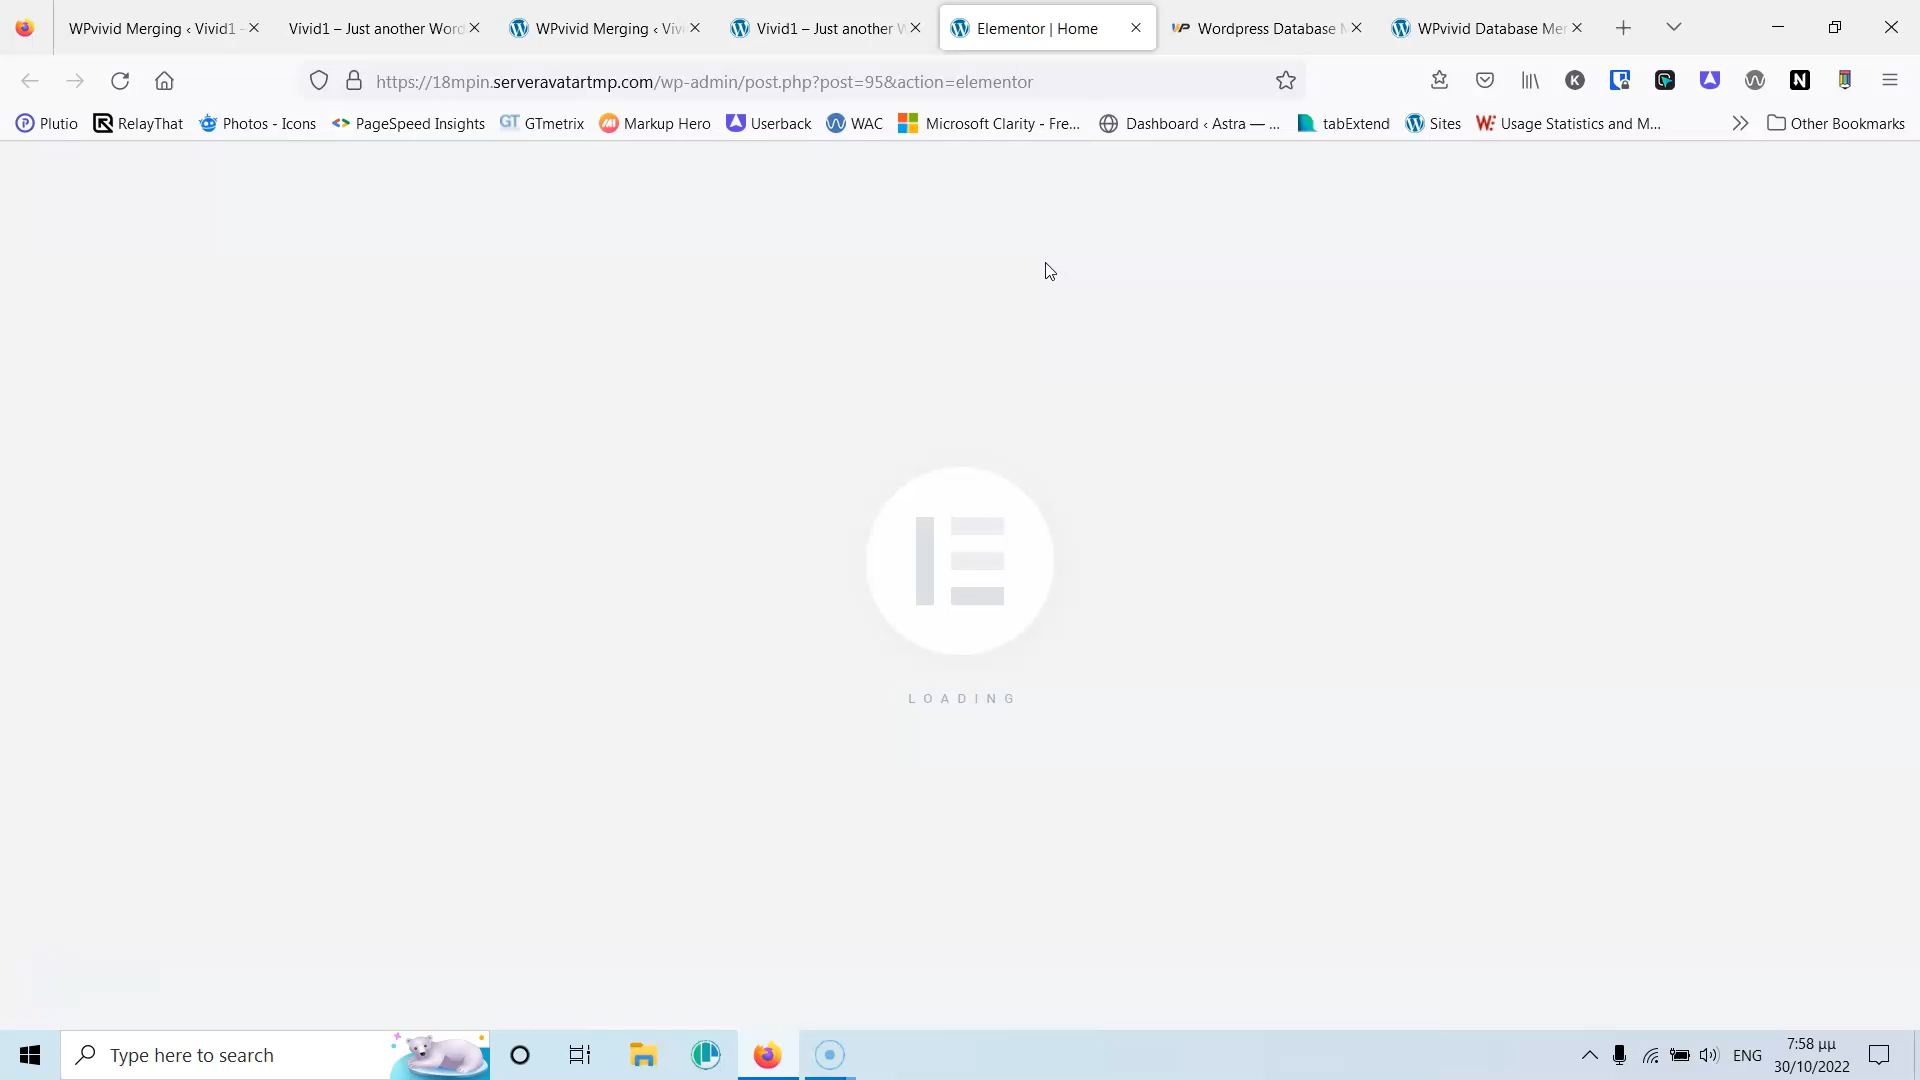 WPvivid Merging ‹ Vivid1 –
Vivid1 – Just another Word
WPvivid Merging ‹ Viv
Vivid1 – Just another W
Elementor | Home
Wordpress Database M
WPvivid Database Mer
https://18mpin.serveravatartmp.com/wp-admin/post.php?post=95&action=elementor
Plutio
RelayThat
Photos - Icons
PageSpeed Insights
GTmetrix
Markup Hero
Userback
WAC
Microsoft Clarity - Fre...
Dashboard ‹ Astra — ...
tabExtend
Sites
Usage Statistics and M...
Other Bookmarks
LOADING
Type here to search
ENG
7:58 μμ
30/10/2022